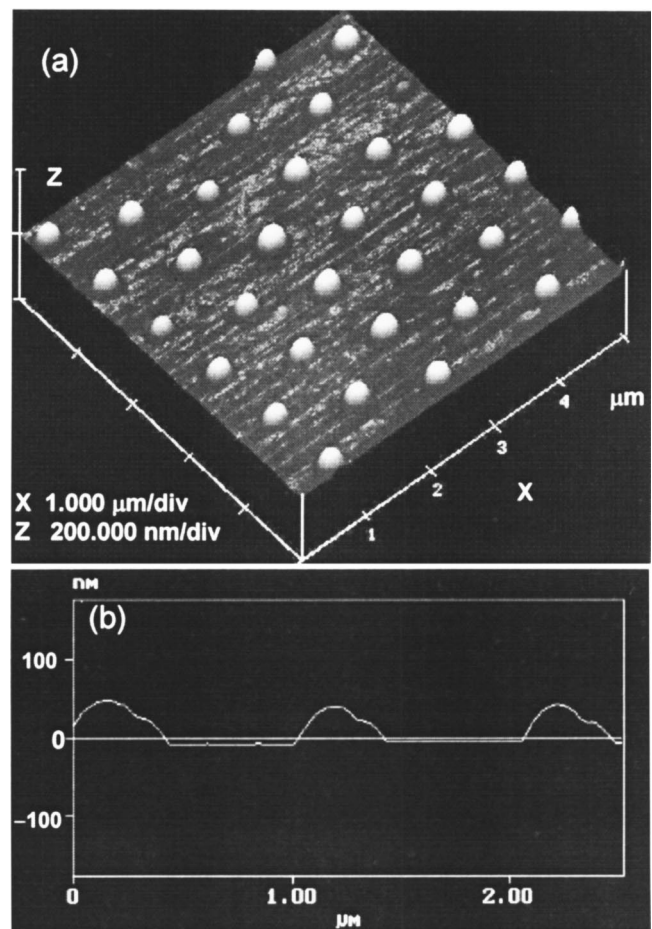 (a)
Z
4
μm
3
2
X
1
X 1.000 μm/div
Z 200.000 nm/div
nM
(b)
100
0
−100
0 1.00 2.00
μM